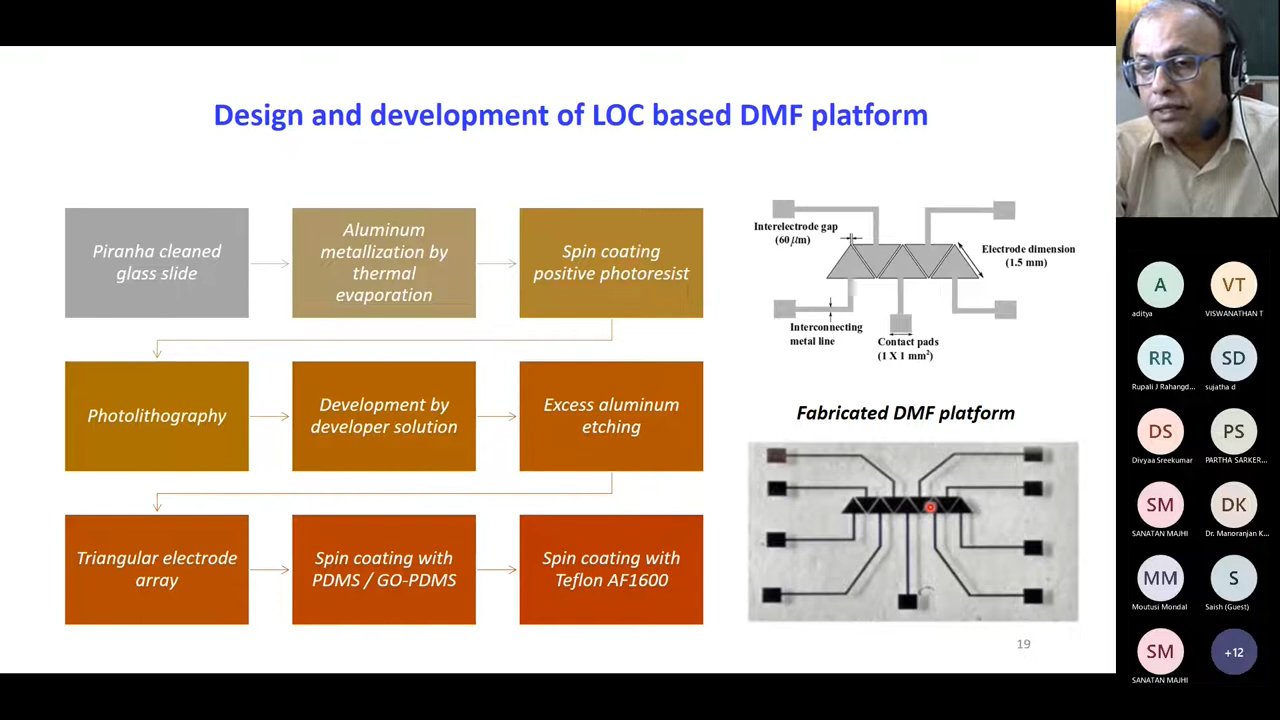 Design and development of LOC based DMF platform
Piranha cleaned
glass slide
Aluminum
metallization by
thermal
evaporation
Spin coating
positive photoresist
Photolithography
Development by
developer solution
Excess aluminum
etching
Triangular electrode
array
Spin coating with
PDMS / GO-PDMS
Spin coating with
Teflon AF1600
Interelectrode gap
(60μm)
Electrode dimension
(1.5 mm)
Interconnecting
metal line
Contact pads
(1 X 1 mm²)
Fabricated DMF platform
19
A
aditya
VT
VISWANATHAN T
RR
Rupali J Rahangd...
SD
sujatha d
DS
Divyaa Sreekumar
PS
PARTHA SARKER...
SM
SANATAN MAJHI
DK
Dr. Manoranjan K...
MM
Moutusi Mondal
S
Saish (Guest)
SM
SANATAN MAJHI
+12